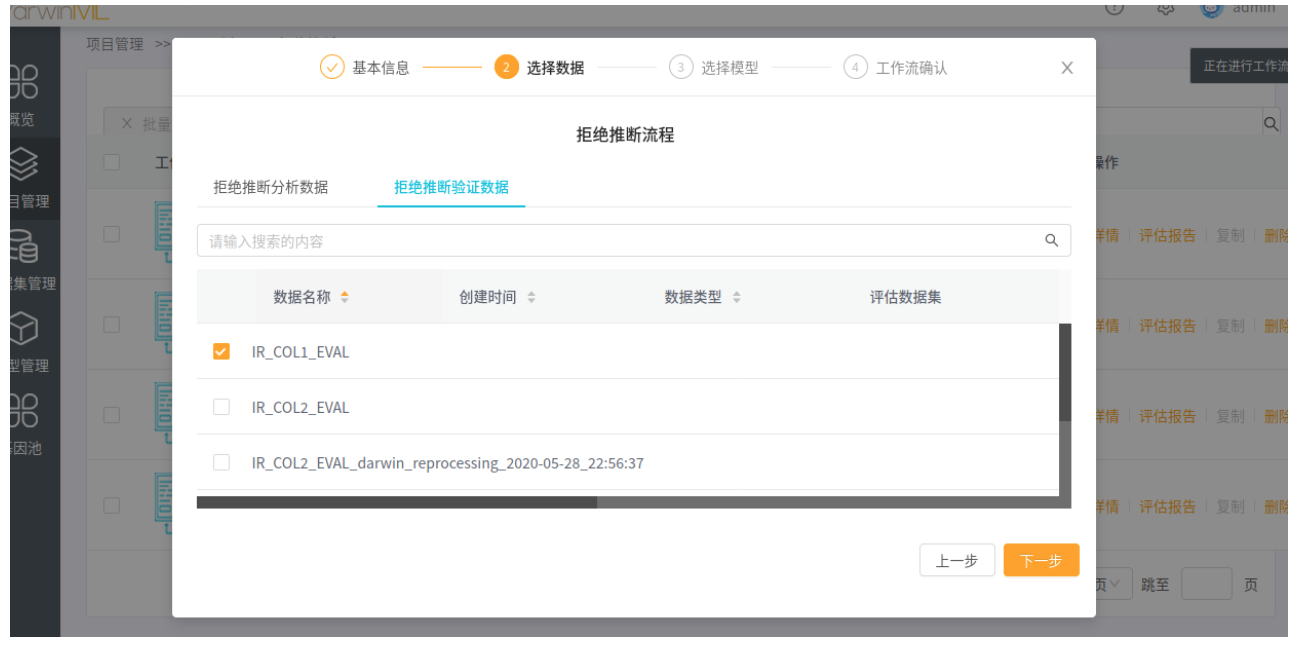 admin
项目管理 >>
基本信息
2 选择数据
3 选择模型
4 工作流确认
正在进行工作流
概览
批量
拒绝推断流程
操作
目管理
拒绝推断分析数据
拒绝推断验证数据
请输入搜索的内容
详情 评估报告 复制 删除
集管理
数据名称
创建时间
数据类型
评估数据集
详情 评估报告 复制 删除
IR_COL1_EVAL
型管理
IR_COL2_EVAL
详情 评估报告 复制 删除
因池
IR_COL2_EVAL_darwin_reprocessing_2020-05-28_22:56:37
详情 评估报告 复制 删除
上一步
下一步
页 跳至 页